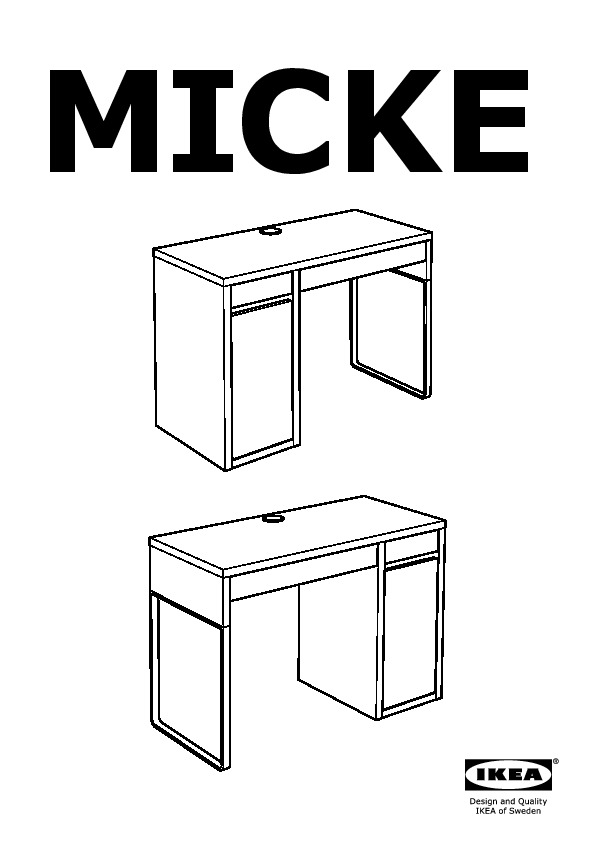 MICKE
IKEA®
Design and Quality
IKEA of Sweden